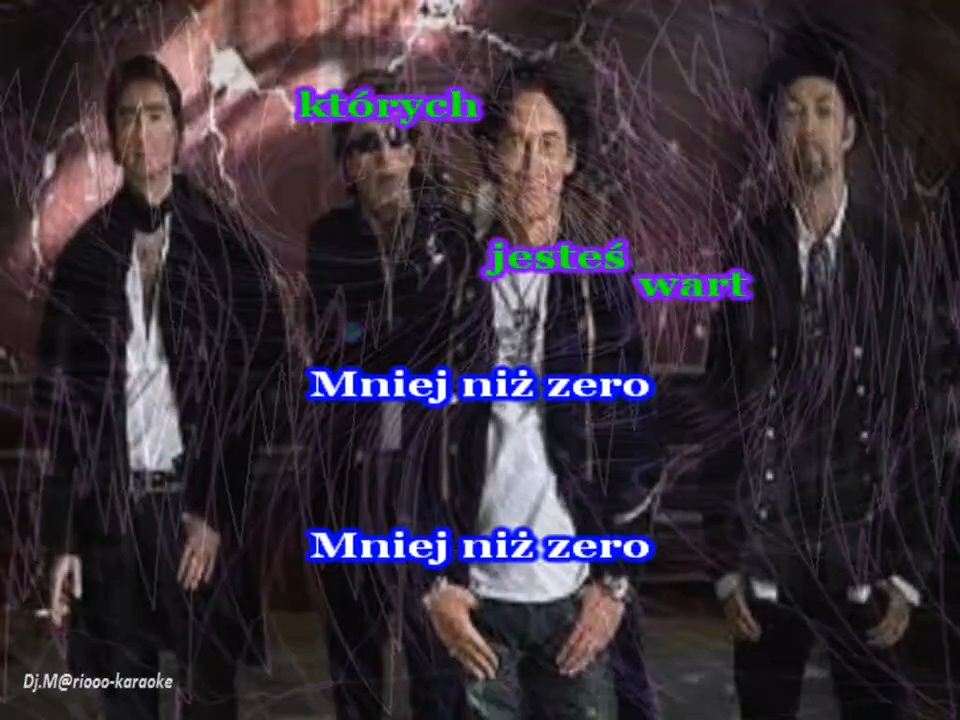 których
jesteś
wart
Mniej niż zero
Mniej niż zero
Dj.M@riooo-karaoke